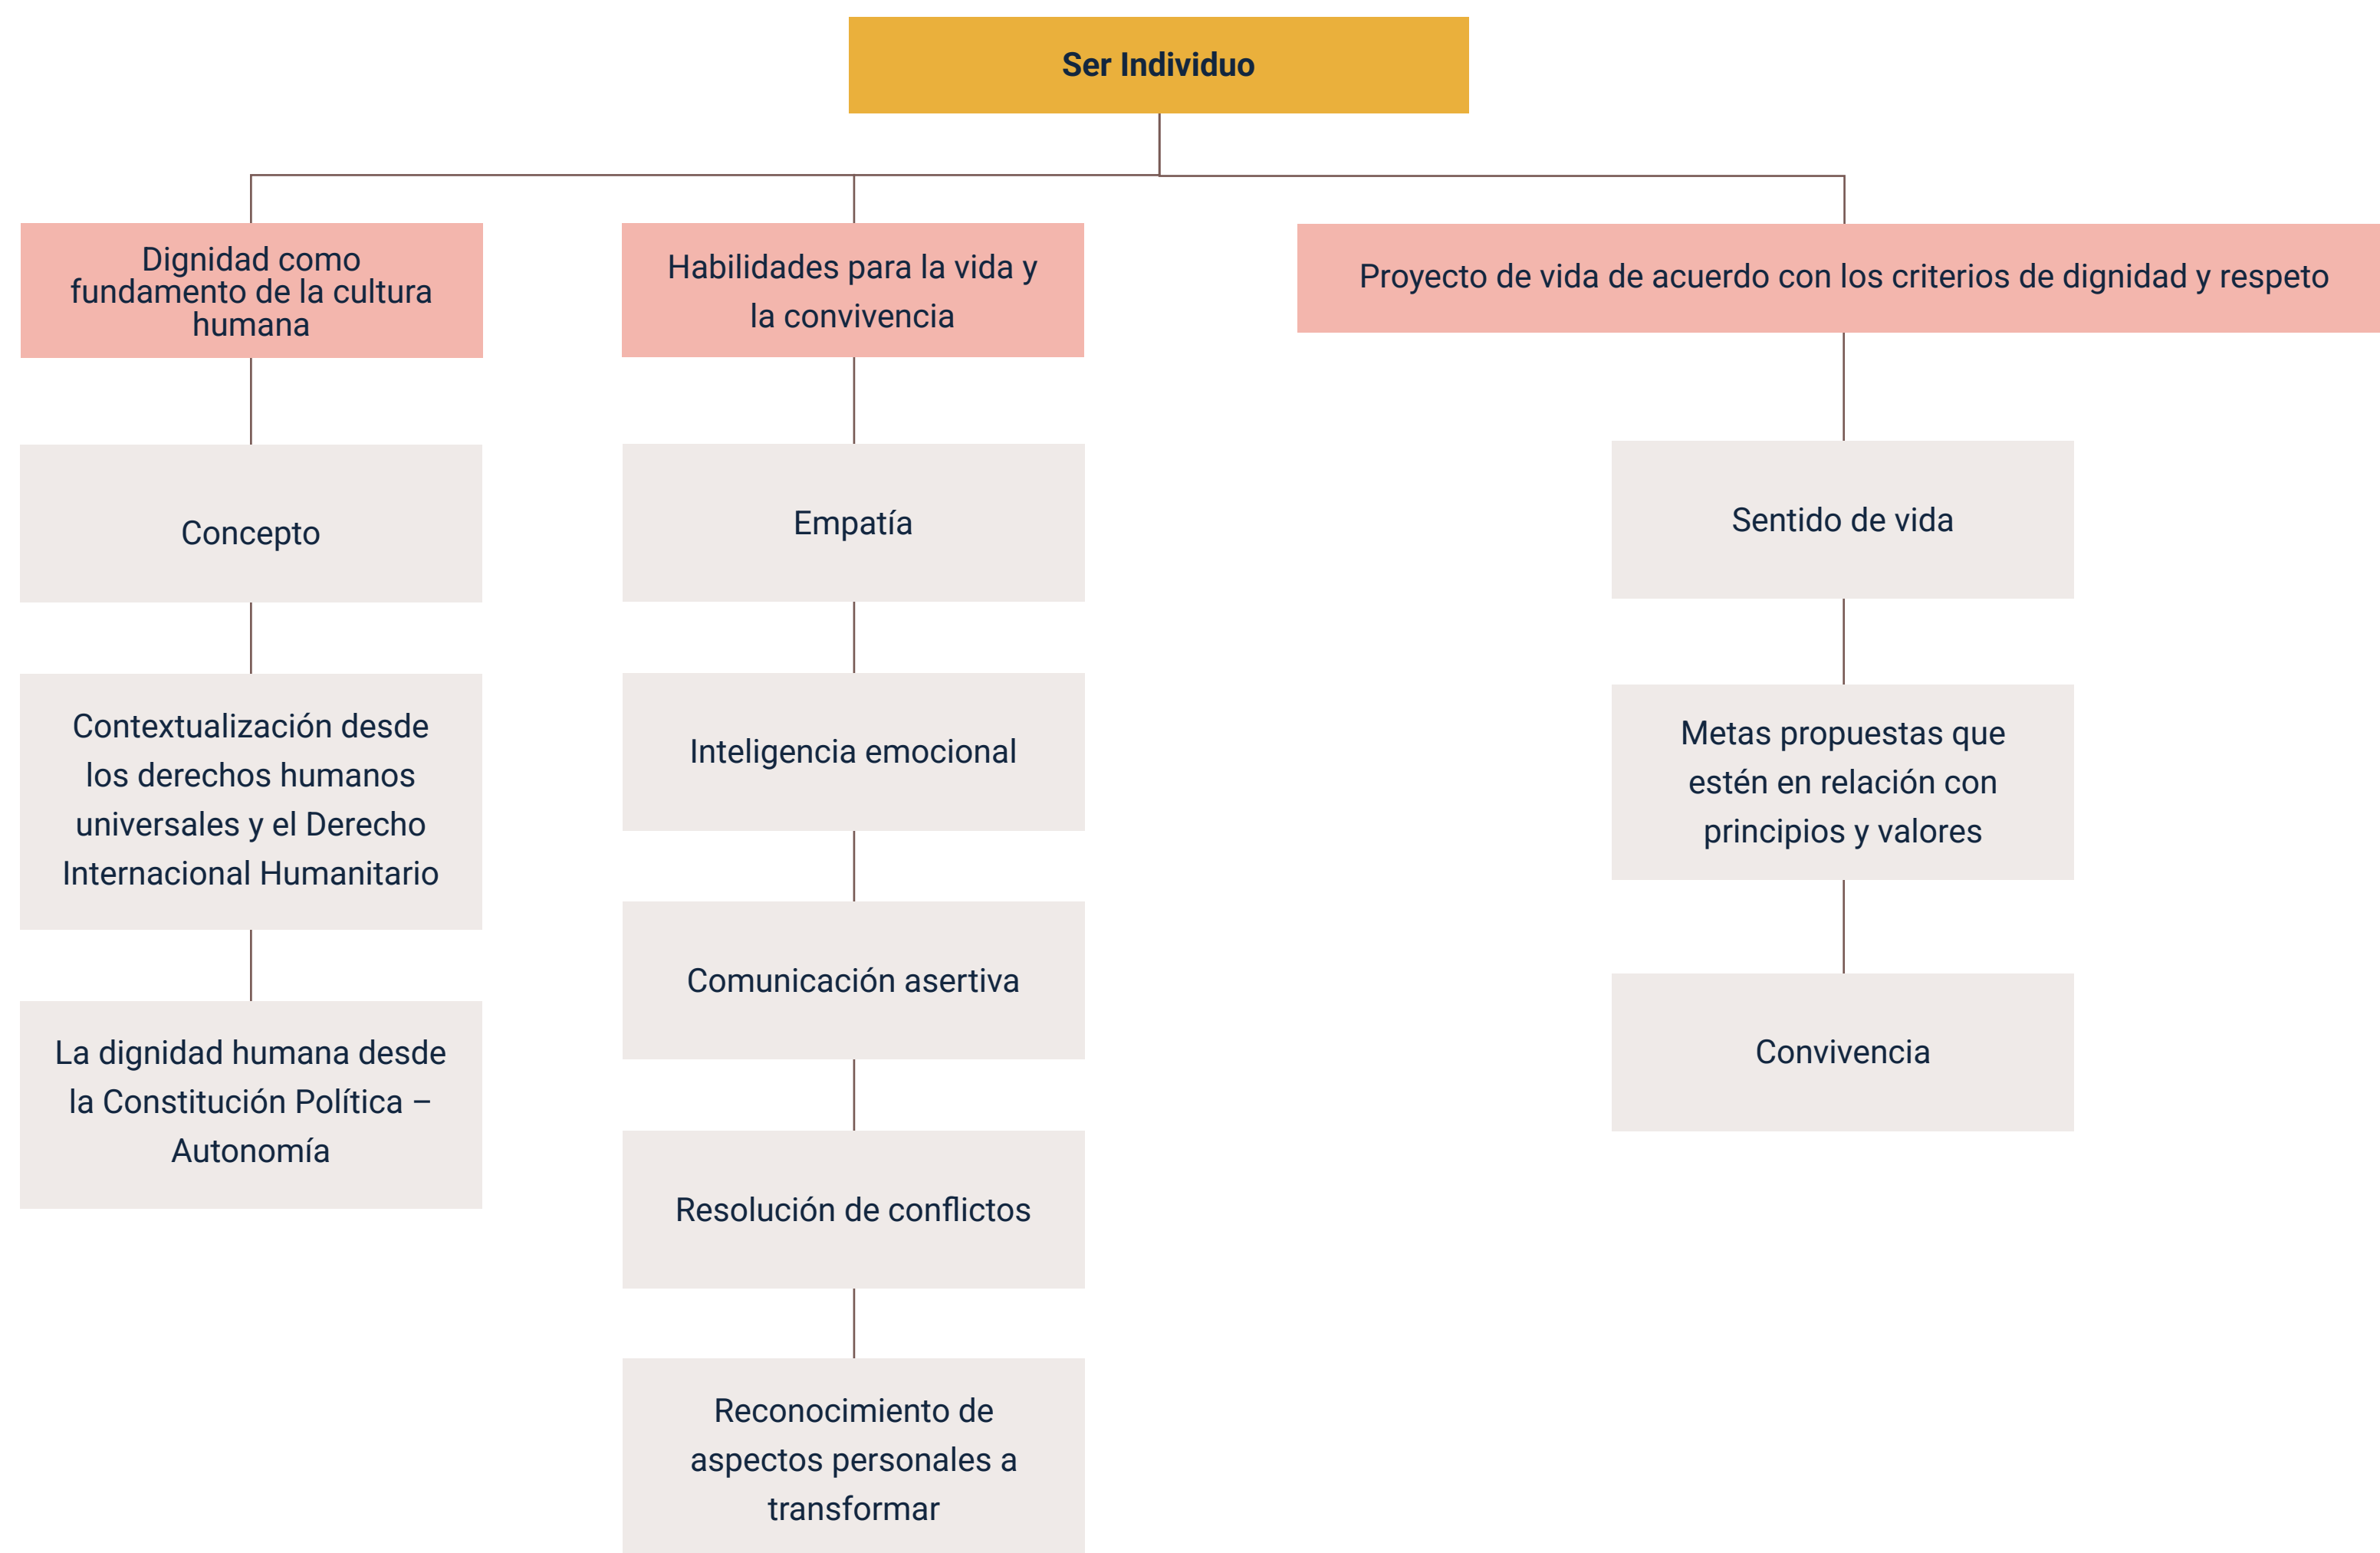 Ser Individuo
Dignidad como
fundamento de la cultura
humana
Concepto
Contextualización desde
los derechos humanos
universales y el Derecho
Internacional Humanitario
La dignidad humana desde
la Constitución Política –
Autonomía
Habilidades para la vida y
la convivencia
Empatía
Inteligencia emocional
Comunicación asertiva
Resolución de conflictos
Reconocimiento de
aspectos personales a
transformar
Proyecto de vida de acuerdo con los criterios de dignidad y respeto
Sentido de vida
Metas propuestas que
estén en relación con
principios y valores
Convivencia